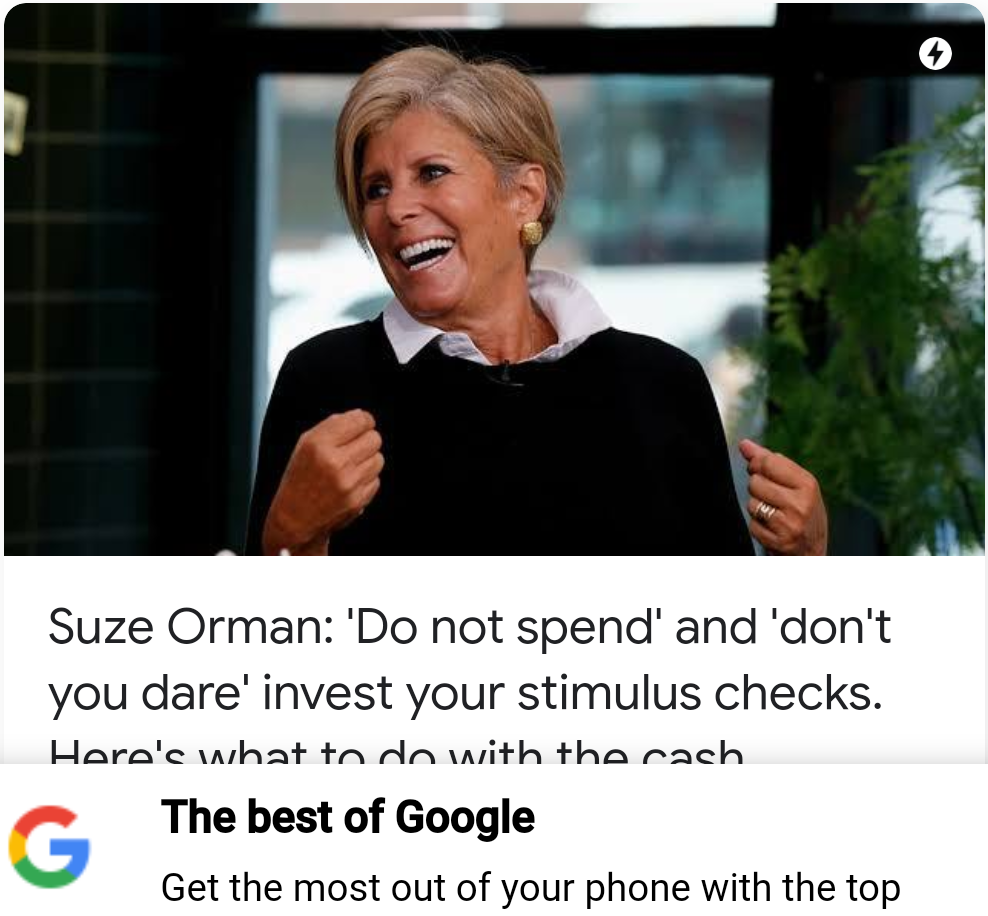 Suze Orman: 'Do not spend' and 'don't
you dare' invest your stimulus checks.
Here's what to do with the cash
The best of Google
Get the most out of your phone with the top